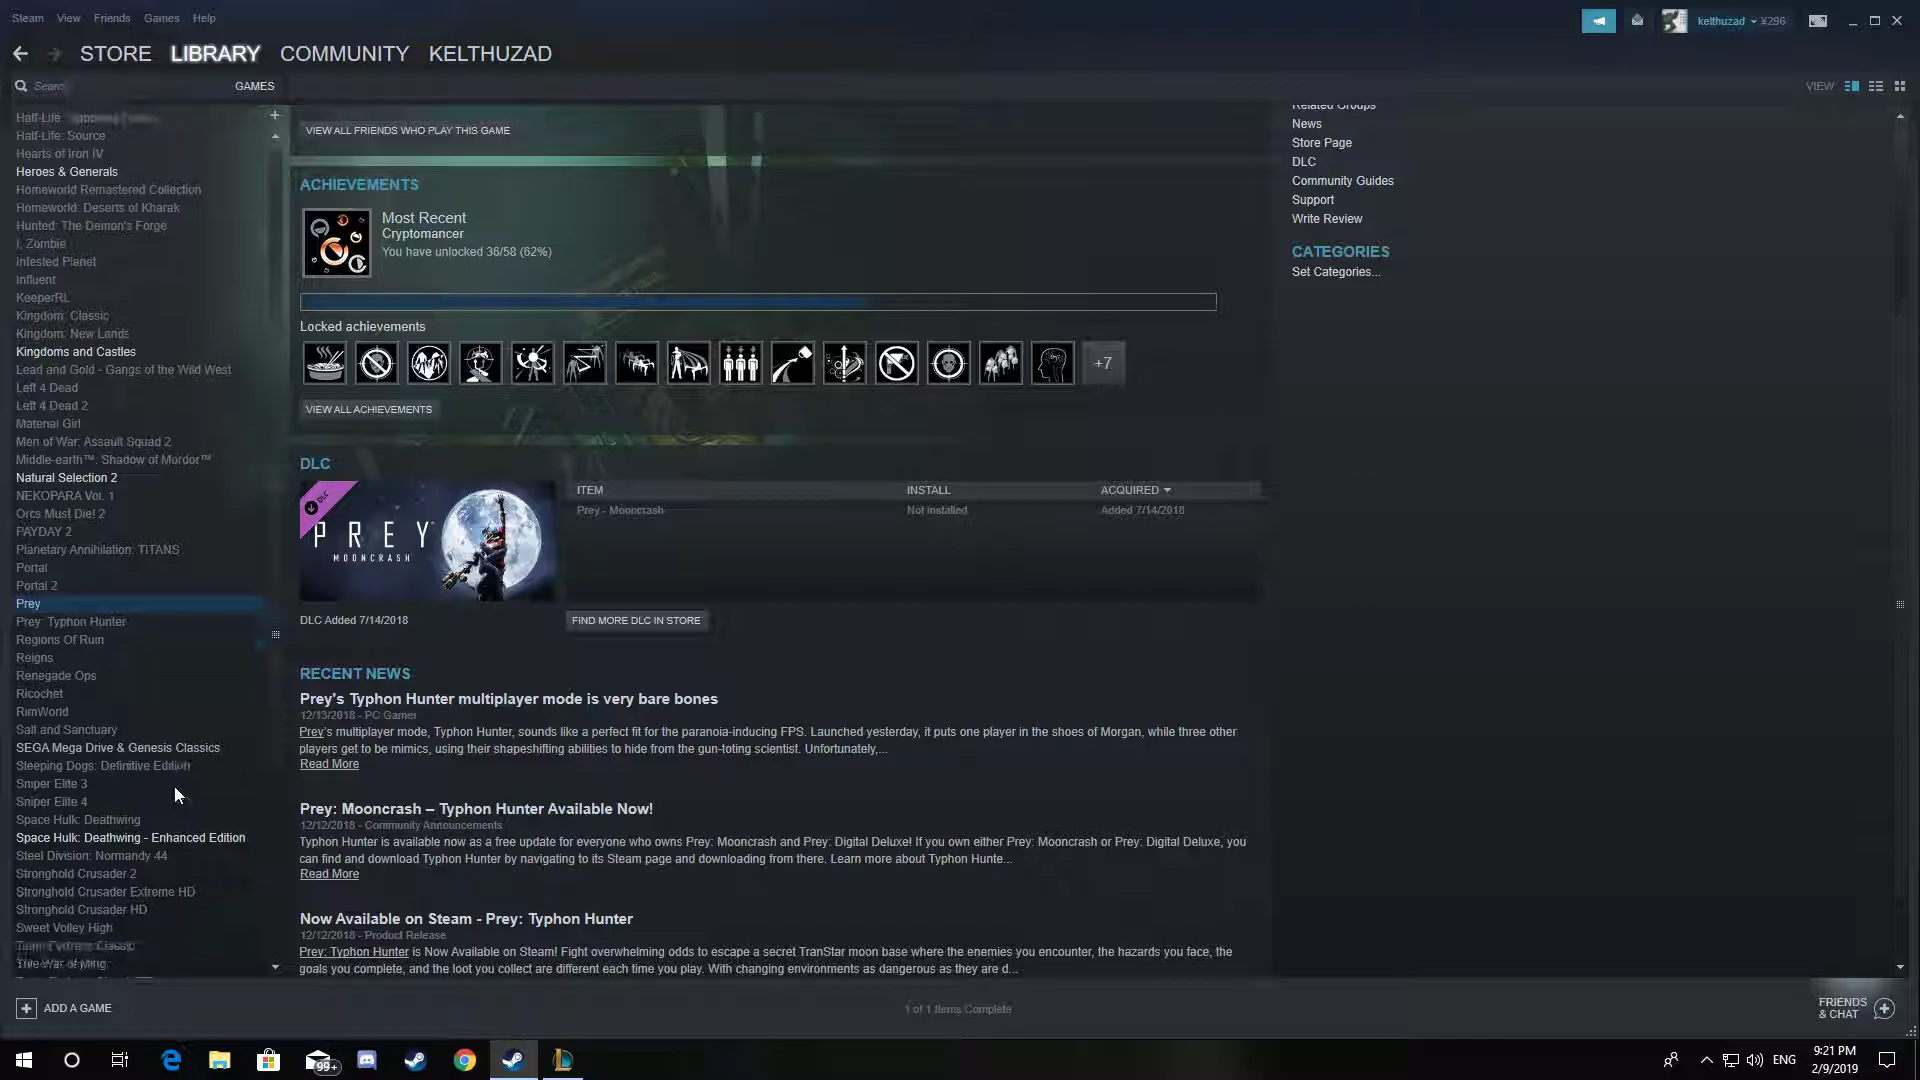 Steam View Friends Games Help
kelthuzad ¥296
STORE LIBRARY COMMUNITY KELTHUZAD
Search GAMES
VIEW
Half-Life:
Half-Life: Source
Hearts of Iron IV
Heroes & Generals
Homeworld Remastered Collection
Homeworld: Deserts of Kharak
Hunted: The Demon's Forge
I, Zombie
Infested Planet
Influent
KeeperRL
Kingdom: Classic
Kingdom: New Lands
Kingdoms and Castles
Lead and Gold - Gangs of the Wild West
Left 4 Dead
Left 4 Dead 2
Material Girl
Men of War: Assault Squad 2
Middle-earth™: Shadow of Mordor™
Natural Selection 2
NEKOPARA Vol. 1
Orcs Must Die! 2
PAYDAY 2
Planetary Annihilation: TITANS
Portal
Portal 2
Prey
Prey: Typhon Hunter
Regions Of Ruin
Reigns
Renegade Ops
Ricochet
RimWorld
Salt and Sanctuary
SEGA Mega Drive & Genesis Classics
Sleeping Dogs: Definitive Edition
Sniper Elite 3
Sniper Elite 4
Space Hulk: Deathwing
Space Hulk: Deathwing - Enhanced Edition
Steel Division: Normandy 44
Stronghold Crusader 2
Stronghold Crusader Extreme HD
Stronghold Crusader HD
Sweet Volley High
Team Fortress Classic
This War of Mine
VIEW ALL FRIENDS WHO PLAY THIS GAME
ACHIEVEMENTS
Most Recent
Cryptomancer
You have unlocked 36/58 (62%)
Locked achievements
+7
VIEW ALL ACHIEVEMENTS
DLC
DLC
PREY
MOONCRASH
ITEM INSTALL ACQUIRED
Prey - Mooncrash Not installed Added 7/14/2018
DLC Added 7/14/2018
FIND MORE DLC IN STORE
RECENT NEWS
Prey's Typhon Hunter multiplayer mode is very bare bones
12/13/2018 - PC Gamer
Prey's multiplayer mode, Typhon Hunter, sounds like a perfect fit for the paranoia-inducing FPS. Launched yesterday, it puts one player in the shoes of Morgan, while three other
players get to be mimics, using their shapeshifting abilities to hide from the gun-toting scientist. Unfortunately,...
Read More
Prey: Mooncrash – Typhon Hunter Available Now!
12/12/2018 - Community Announcements
Typhon Hunter is available now as a free update for everyone who owns Prey: Mooncrash and Prey: Digital Deluxe! If you own either Prey: Mooncrash or Prey: Digital Deluxe, you
can find and download Typhon Hunter by navigating to its Steam page and downloading from there. Learn more about Typhon Hunte...
Read More
Now Available on Steam - Prey: Typhon Hunter
12/12/2018 - Product Release
Prey: Typhon Hunter is Now Available on Steam! Fight overwhelming odds to escape a secret TranStar moon base where the enemies you encounter, the hazards you face, the
goals you complete, and the loot you collect are different each time you play. With changing environments as dangerous as they are d...
Related Groups
News
Store Page
DLC
Community Guides
Support
Write Review
CATEGORIES
Set Categories...
ADD A GAME
1 of 1 Items Complete
FRIENDS
& CHAT
99+
ENG
9:21 PM
2/9/2019